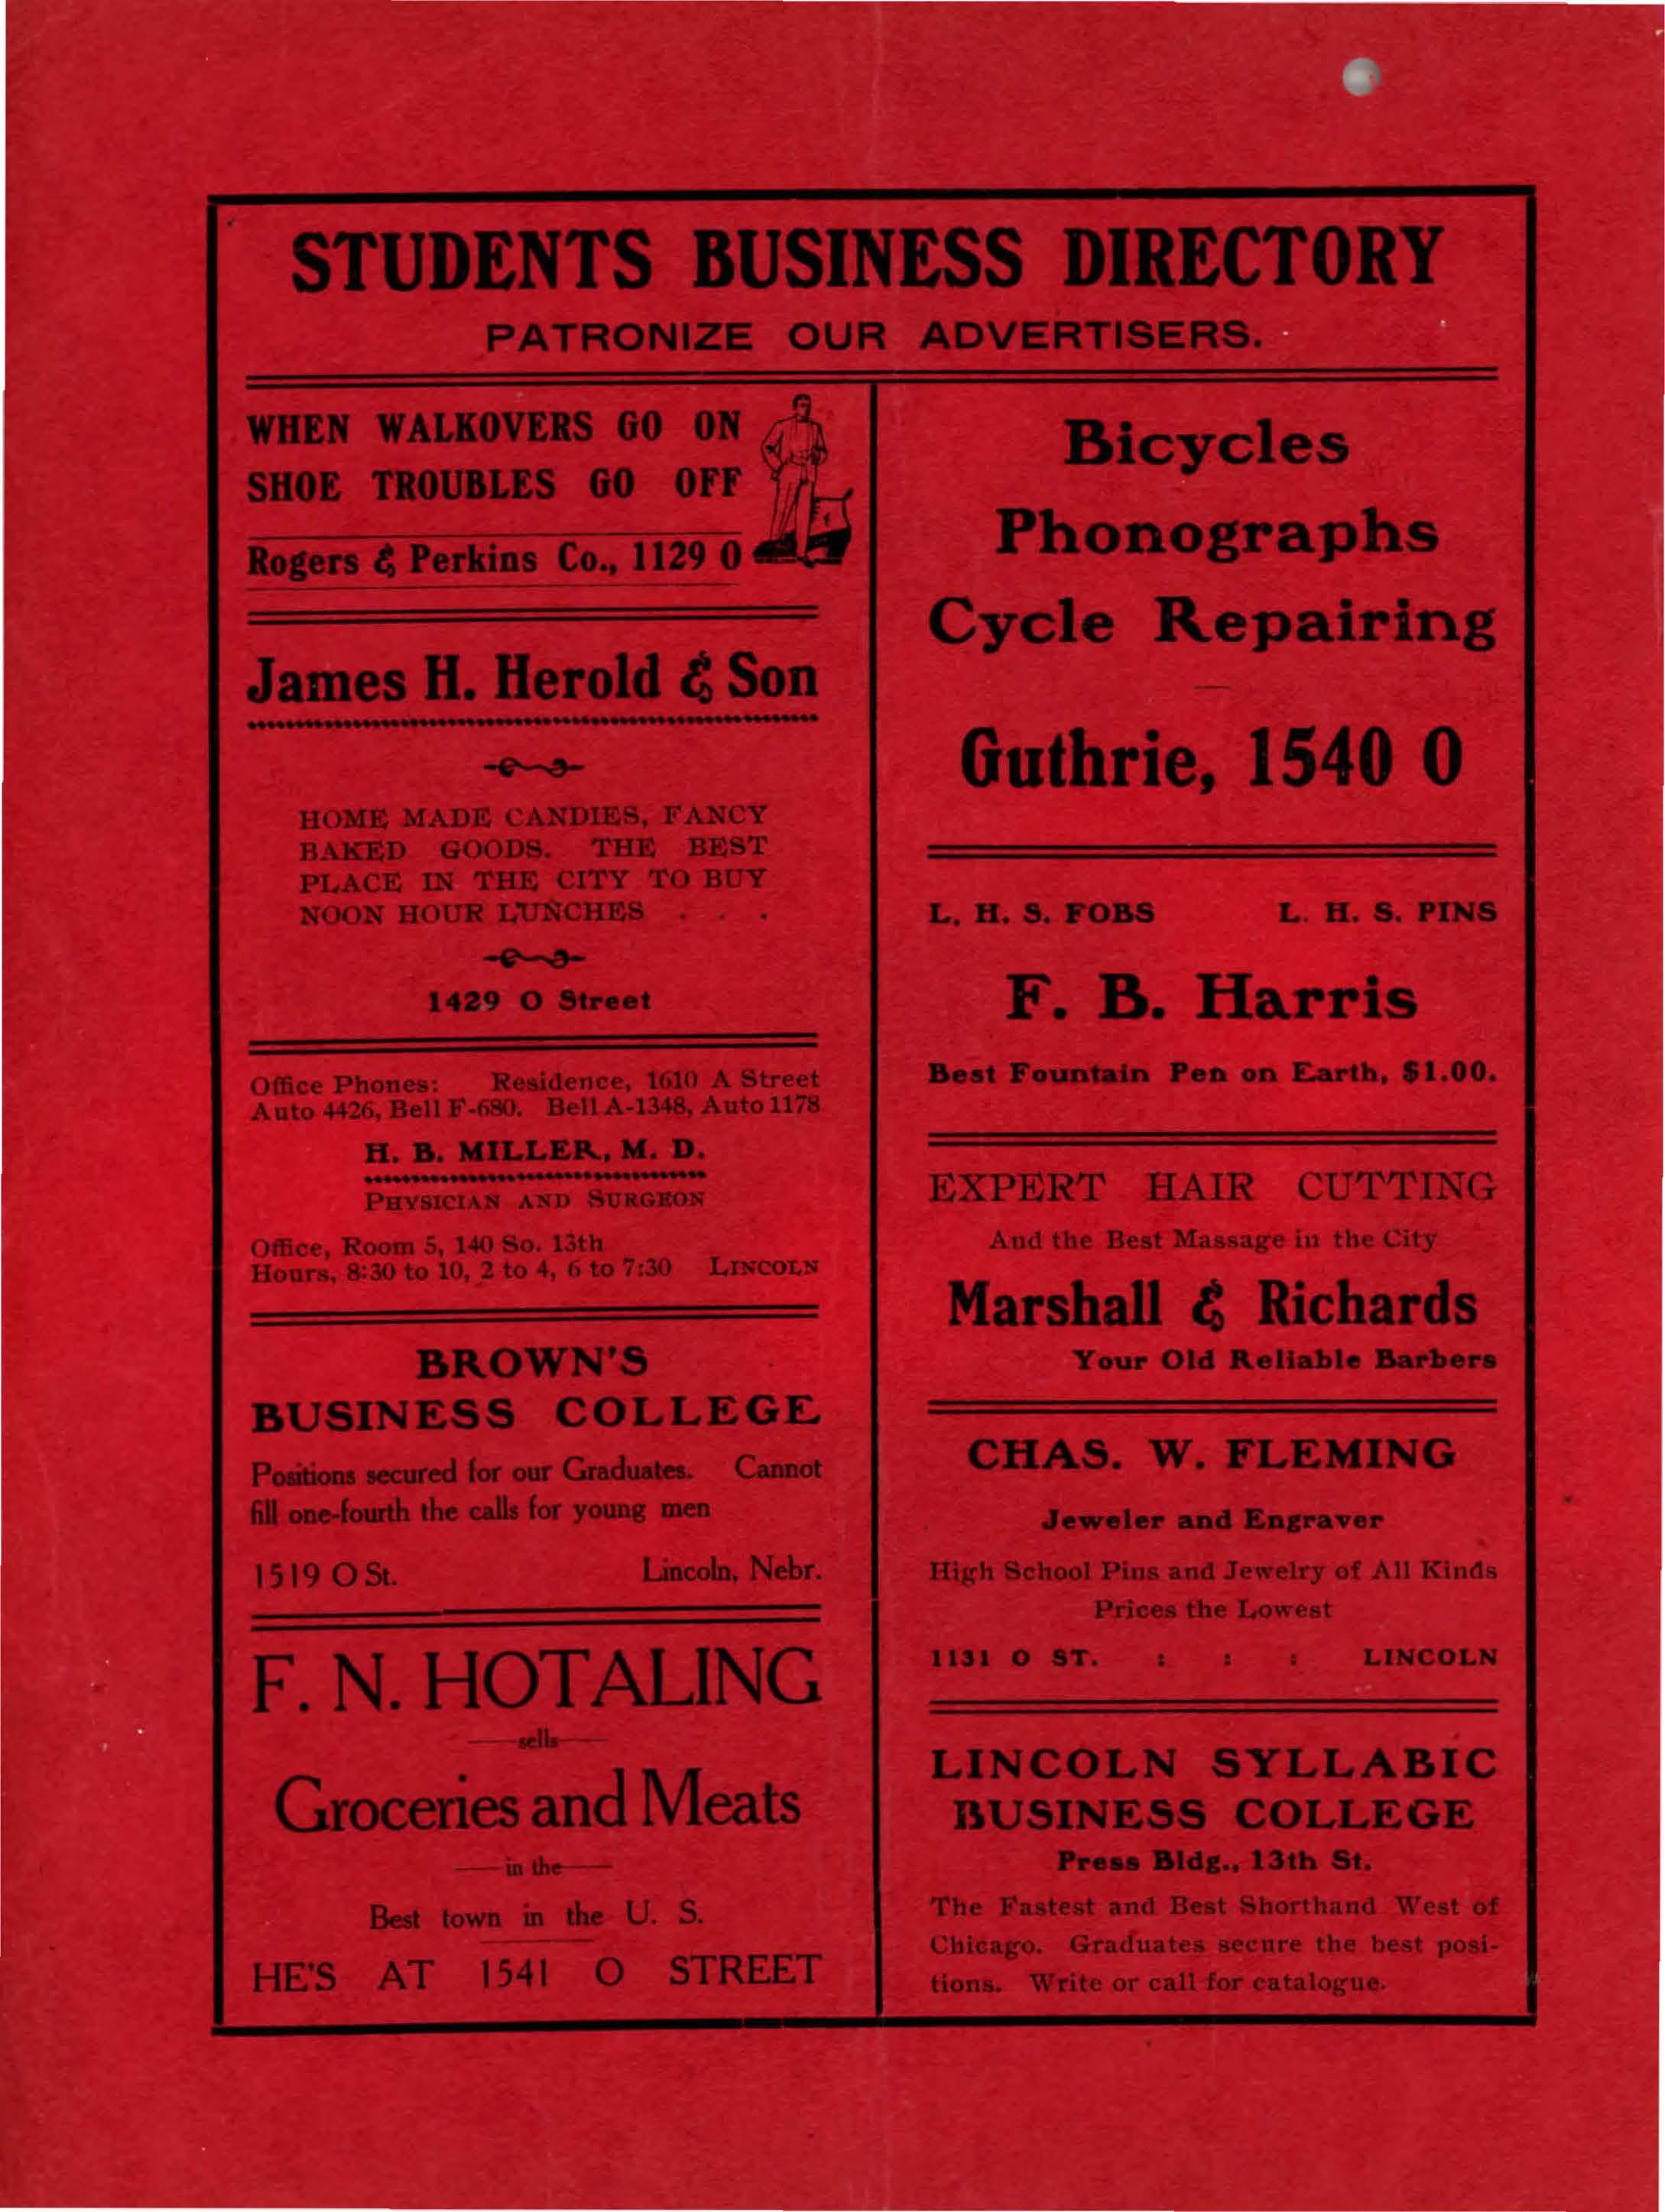 STUDENTS BUSINESS DIRECTORY
PATRONIZE OUR ADVERTISERS.
WHEN WALKOVERS GO ON
SHOE TROUBLES GO OFF
Rogers & Perkins Co., 1129 O
James H. Herold & Son
HOME MADE CANDIES, FANCY
BAKED GOODS. THE BEST
PLACE IN THE CITY TO BUY
NOON HOUR LUNCHES . . .
1429 O Street
Office Phones: Residence, 1610 A Street
Auto 4426, Bell F-680. Bell A-1348, Auto 1178
H. B. MILLER, M. D.
PHYSICIAN AND SURGEON
Office, Room 5, 140 So. 13th
Hours, 8:30 to 10, 2 to 4, 6 to 7:30 LINCOLN
BROWN'S
BUSINESS COLLEGE
Positions secured for our Graduates. Cannot
fill one-fourth the calls for young men
1519 O St. Lincoln, Nebr.
F. N. HOTALING
—sells—
Groceries and Meats
—in the—
Best town in the U. S.
HE'S AT 1541 O STREET
Bicycles
Phonographs
Cycle Repairing
Guthrie, 1540 O
L. H. S. FOBS L. H. S. PINS
F. B. Harris
Best Fountain Pen on Earth, $1.00.
EXPERT HAIR CUTTING
And the Best Massage in the City
Marshall & Richards
Your Old Reliable Barbers
CHAS. W. FLEMING
Jeweler and Engraver
High School Pins and Jewelry of All Kinds
Prices the Lowest
1131 O ST. : : : LINCOLN
LINCOLN SYLLABIC
BUSINESS COLLEGE
Press Bldg., 13th St.
The Fastest and Best Shorthand West of
Chicago. Graduates secure the best posi-
tions. Write or call for catalogue.